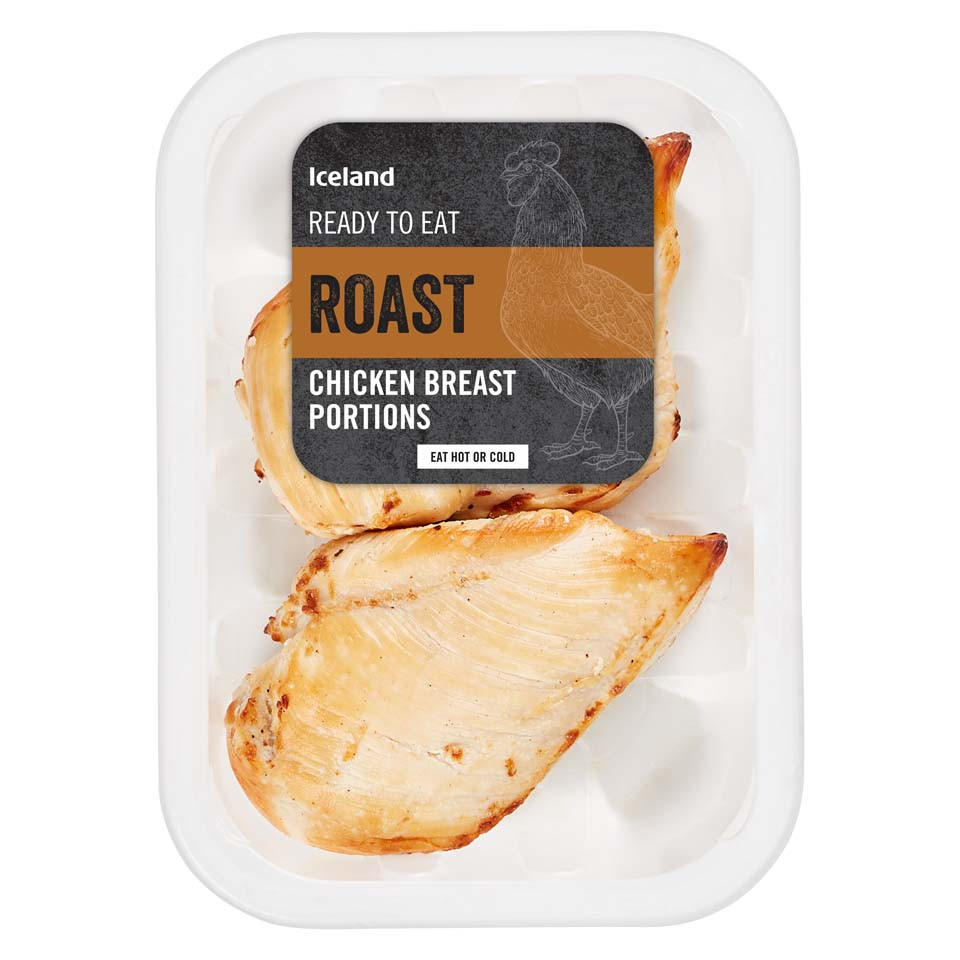 Iceland
READY TO EAT
ROAST
CHICKEN BREAST
PORTIONS
EAT HOT OR COLD